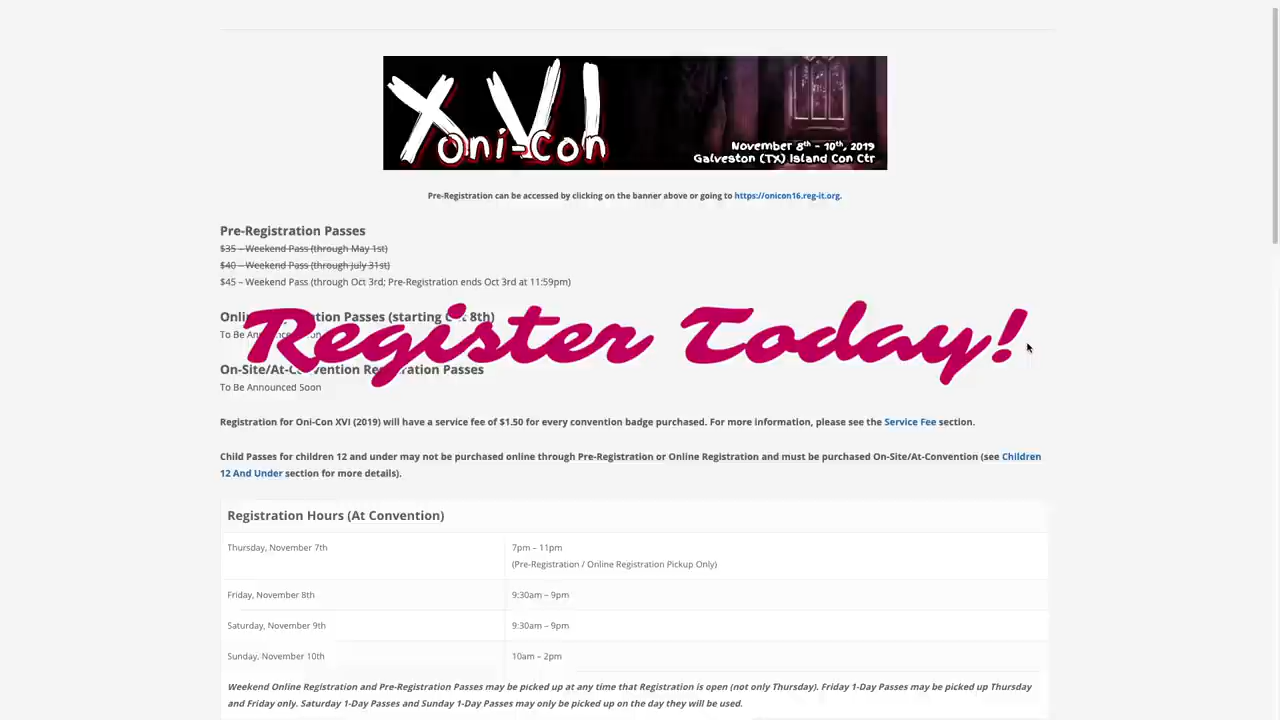 XVI
Oni-Con
November 8th - 10th, 2019
Galveston (TX) Island Con Ctr
Pre-Registration can be accessed by clicking on the banner above or going to https://onicon16.reg-it.org.
Pre-Registration Passes
$35 – Weekend Pass (through May 1st)
$40 – Weekend Pass (through July 31st)
$45 – Weekend Pass (through Oct 3rd; Pre-Registration ends Oct 3rd at 11:59pm)
Passes (starting 8th)
To Be
Register Today!
On-Site/At-Convention Registration Passes
To Be Announced Soon
Registration for Oni-Con XVI (2019) will have a service fee of $1.50 for every convention badge purchased. For more information, please see the Service Fee section.
Child Passes for children 12 and under may not be purchased online through Pre-Registration or Online Registration and must be purchased On-Site/At-Convention (see Children
12 And Under section for more details).
Registration Hours (At Convention)
Thursday, November 7th 7pm – 11pm
(Pre-Registration / Online Registration Pickup Only)
Friday, November 8th 9:30am – 9pm
Saturday, November 9th 9:30am – 9pm
Sunday, November 10th 10am – 2pm
Weekend Online Registration and Pre-Registration Passes may be picked up at any time that Registration is open (not only Thursday). Friday 1-Day Passes may be picked up Thursday
and Friday only. Saturday 1-Day Passes and Sunday 1-Day Passes may only be picked up on the day they will be used.